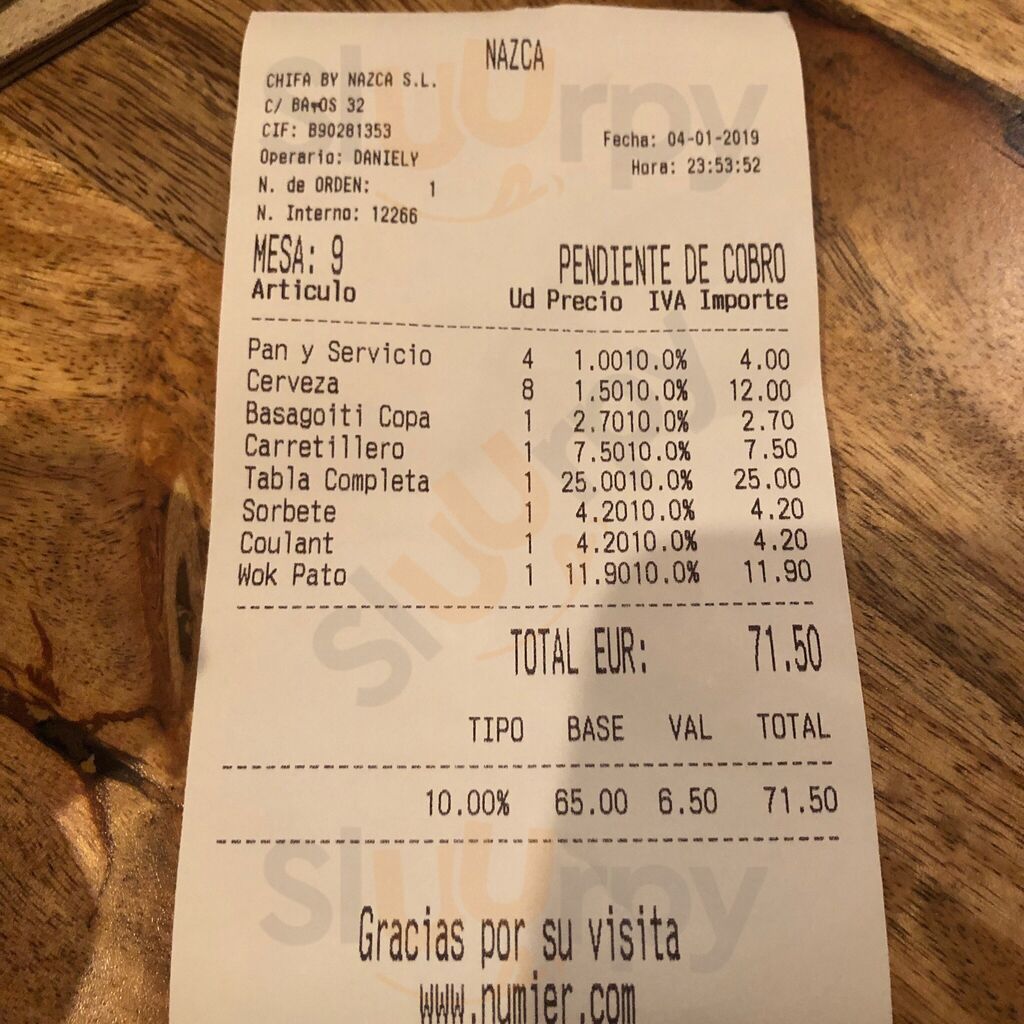 NAZCA
CHIFA BY NAZCA S.L.
C/ BAÑOS 32
CIF: B90281353
Fecha: 04-01-2019
Operario: DANIELY
Hora: 23:53:52
N. de ORDEN: 1
N. Interno: 12266
MESA: 9 PENDIENTE DE COBRO
Articulo Ud Precio IVA Importe
Pan y Servicio 4 1.0010.0% 4.00
Cerveza 8 1.5010.0% 12.00
Basagoiti Copa 1 2.7010.0% 2.70
Carretillero 1 7.5010.0% 7.50
Tabla Completa 1 25.0010.0% 25.00
Sorbete 1 4.2010.0% 4.20
Coulant 1 4.2010.0% 4.20
Wok Pato 1 11.9010.0% 11.90
TOTAL EUR: 71.50
TIPO BASE VAL TOTAL
10.00% 65.00 6.50 71.50
Gracias por su visita
www.numier.com
sluurpy
sluurpy
sluurpy